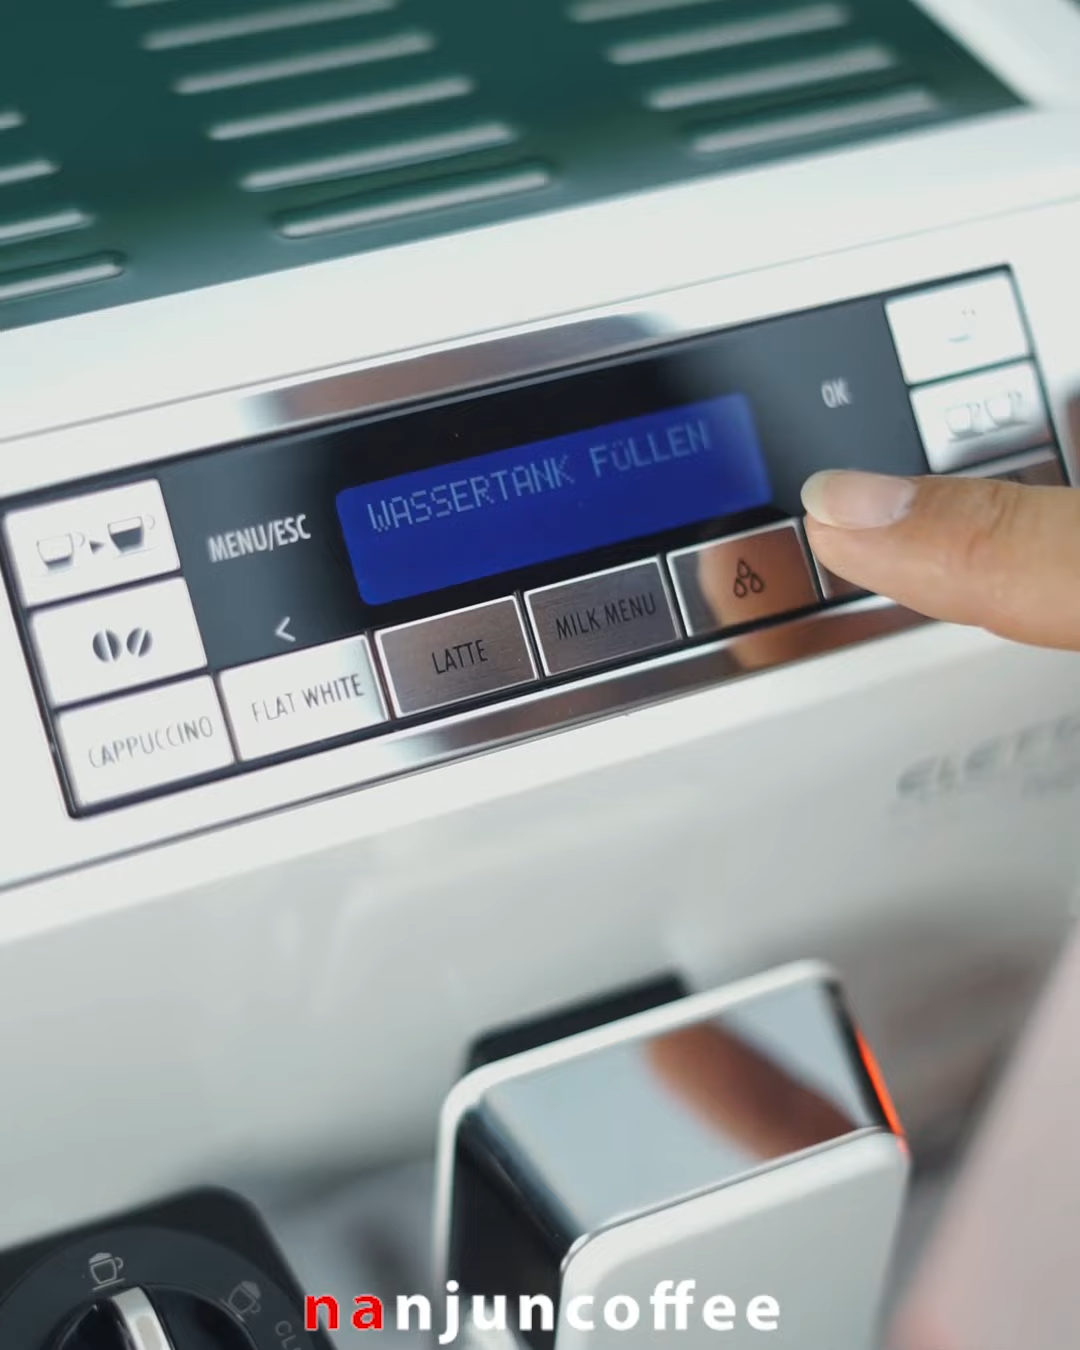 OK
WASSERTANK FÜLLEN
MENU/ESC
<
MILK MENU
LATTE
FLAT WHITE
CAPPUCCINO
nanjuncoffee